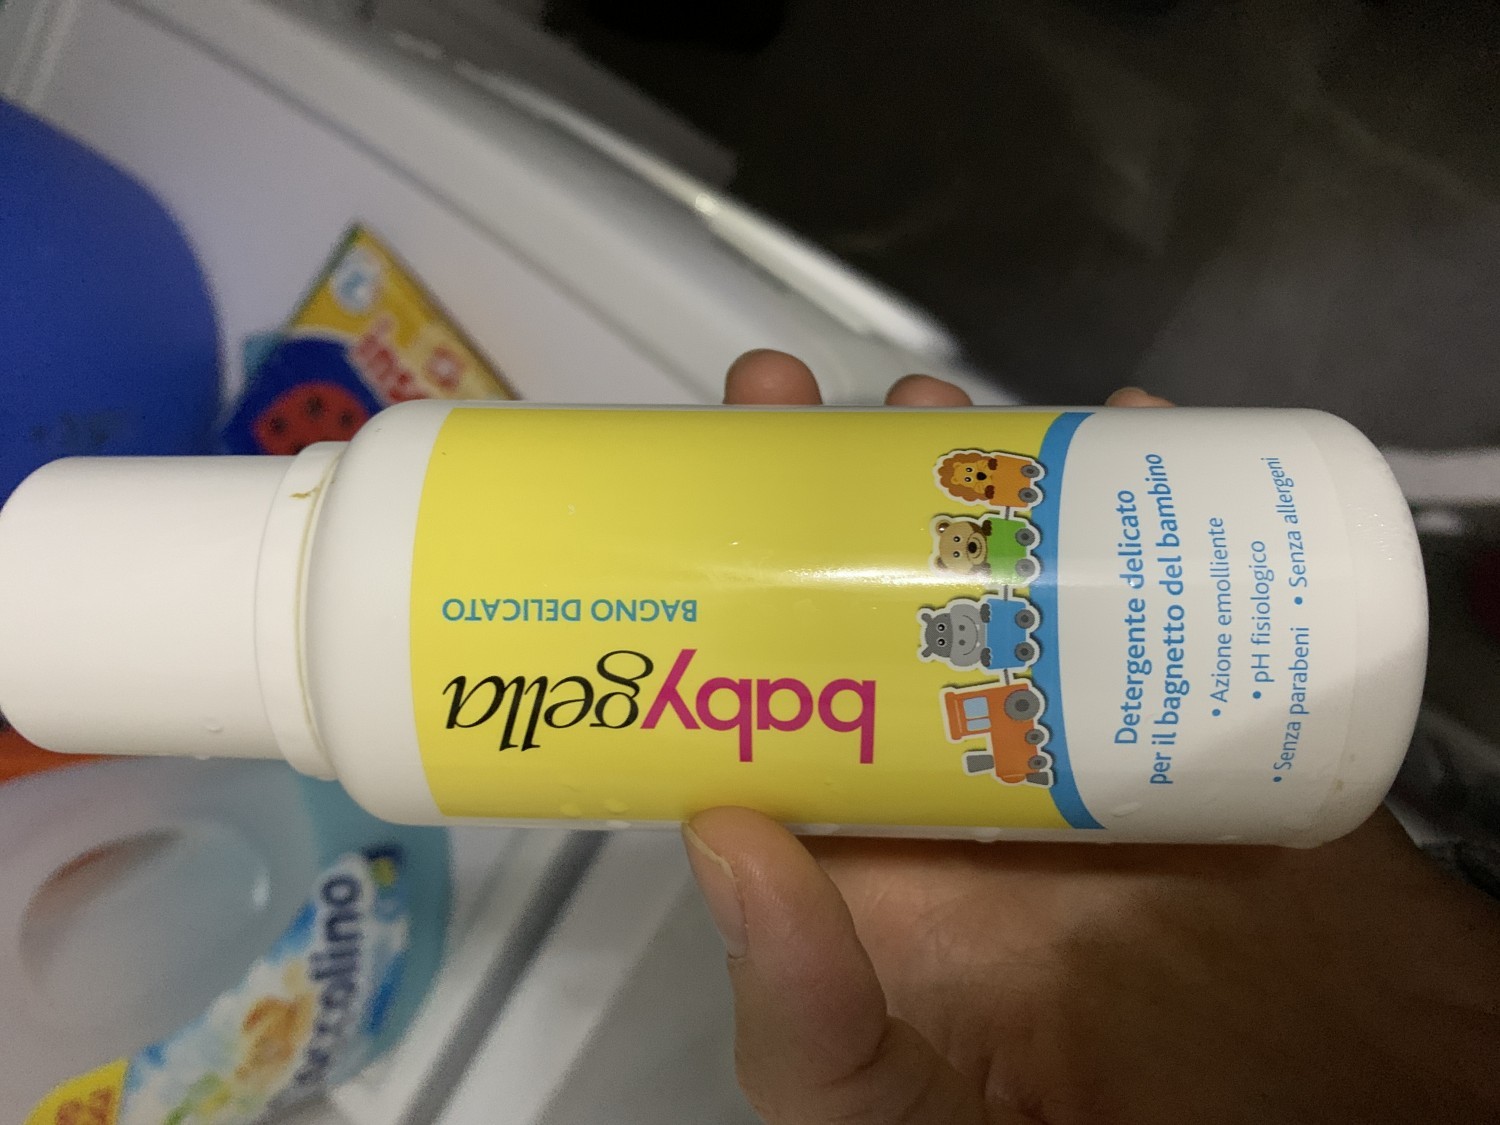 babygella
BAGNO DELICATO
Detergente delicato
per il bagnetto del bambino
• Azione emolliente
• pH fisiologico
• Senza parabeni • Senza allergeni